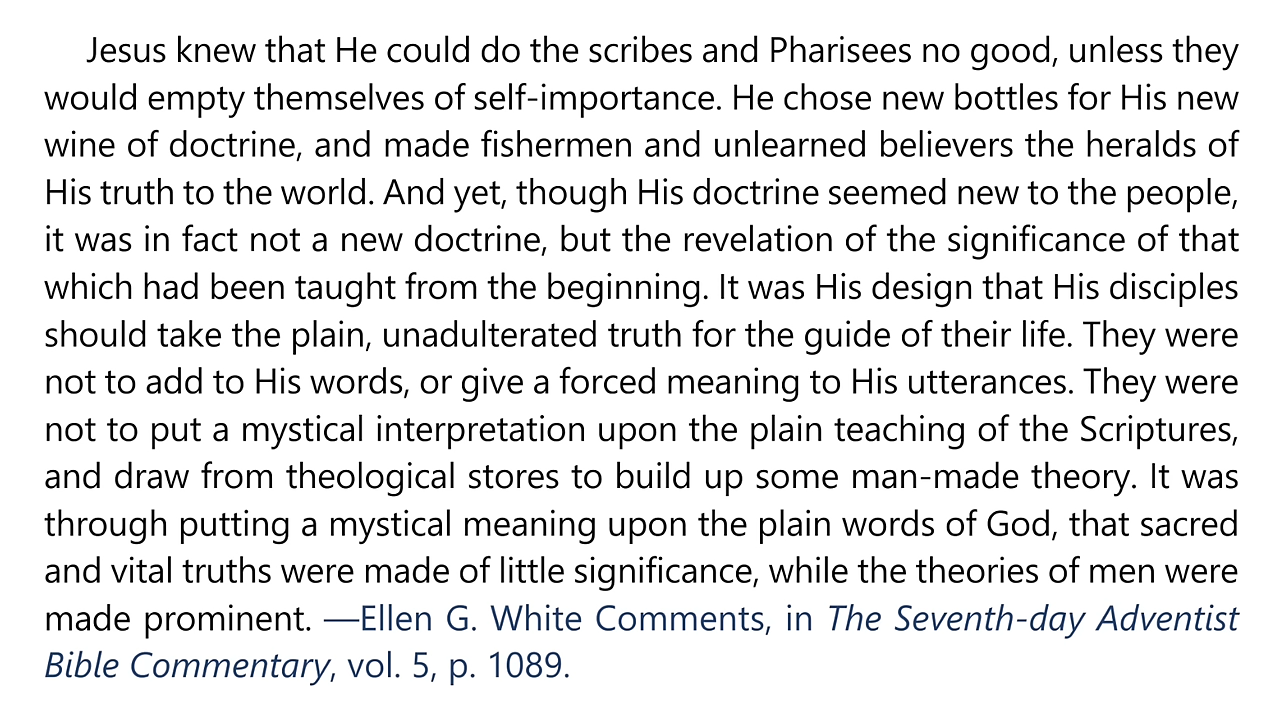 Jesus knew that He could do the scribes and Pharisees no good, unless they
would empty themselves of self-importance. He chose new bottles for His new
wine of doctrine, and made fishermen and unlearned believers the heralds of
His truth to the world. And yet, though His doctrine seemed new to the people,
it was in fact not a new doctrine, but the revelation of the significance of that
which had been taught from the beginning. It was His design that His disciples
should take the plain, unadulterated truth for the guide of their life. They were
not to add to His words, or give a forced meaning to His utterances. They were
not to put a mystical interpretation upon the plain teaching of the Scriptures,
and draw from theological stores to build up some man-made theory. It was
through putting a mystical meaning upon the plain words of God, that sacred
and vital truths were made of little significance, while the theories of men were
made prominent. —Ellen G. White Comments, in The Seventh-day Adventist
Bible Commentary, vol. 5, p. 1089.